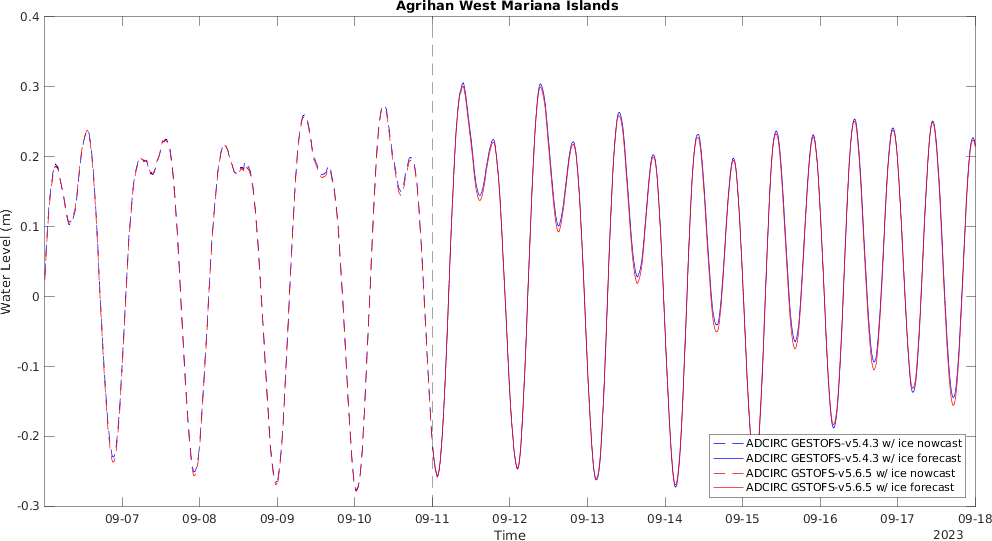 Agrihan West Mariana Islands
Water Level (m)
0.4
0.3
0.2
0.1
0
-0.1
-0.2
-0.3
ADCIRC GESTOFS-v5.4.3 w/ ice nowcast
ADCIRC GESTOFS-v5.4.3 w/ ice forecast
ADCIRC GSTOFS-v5.6.5 w/ ice nowcast
ADCIRC GSTOFS-v5.6.5 w/ ice forecast
09-07 09-08 09-09 09-10 09-11 09-12 09-13 09-14 09-15 09-16 09-17 09-18
Time
2023